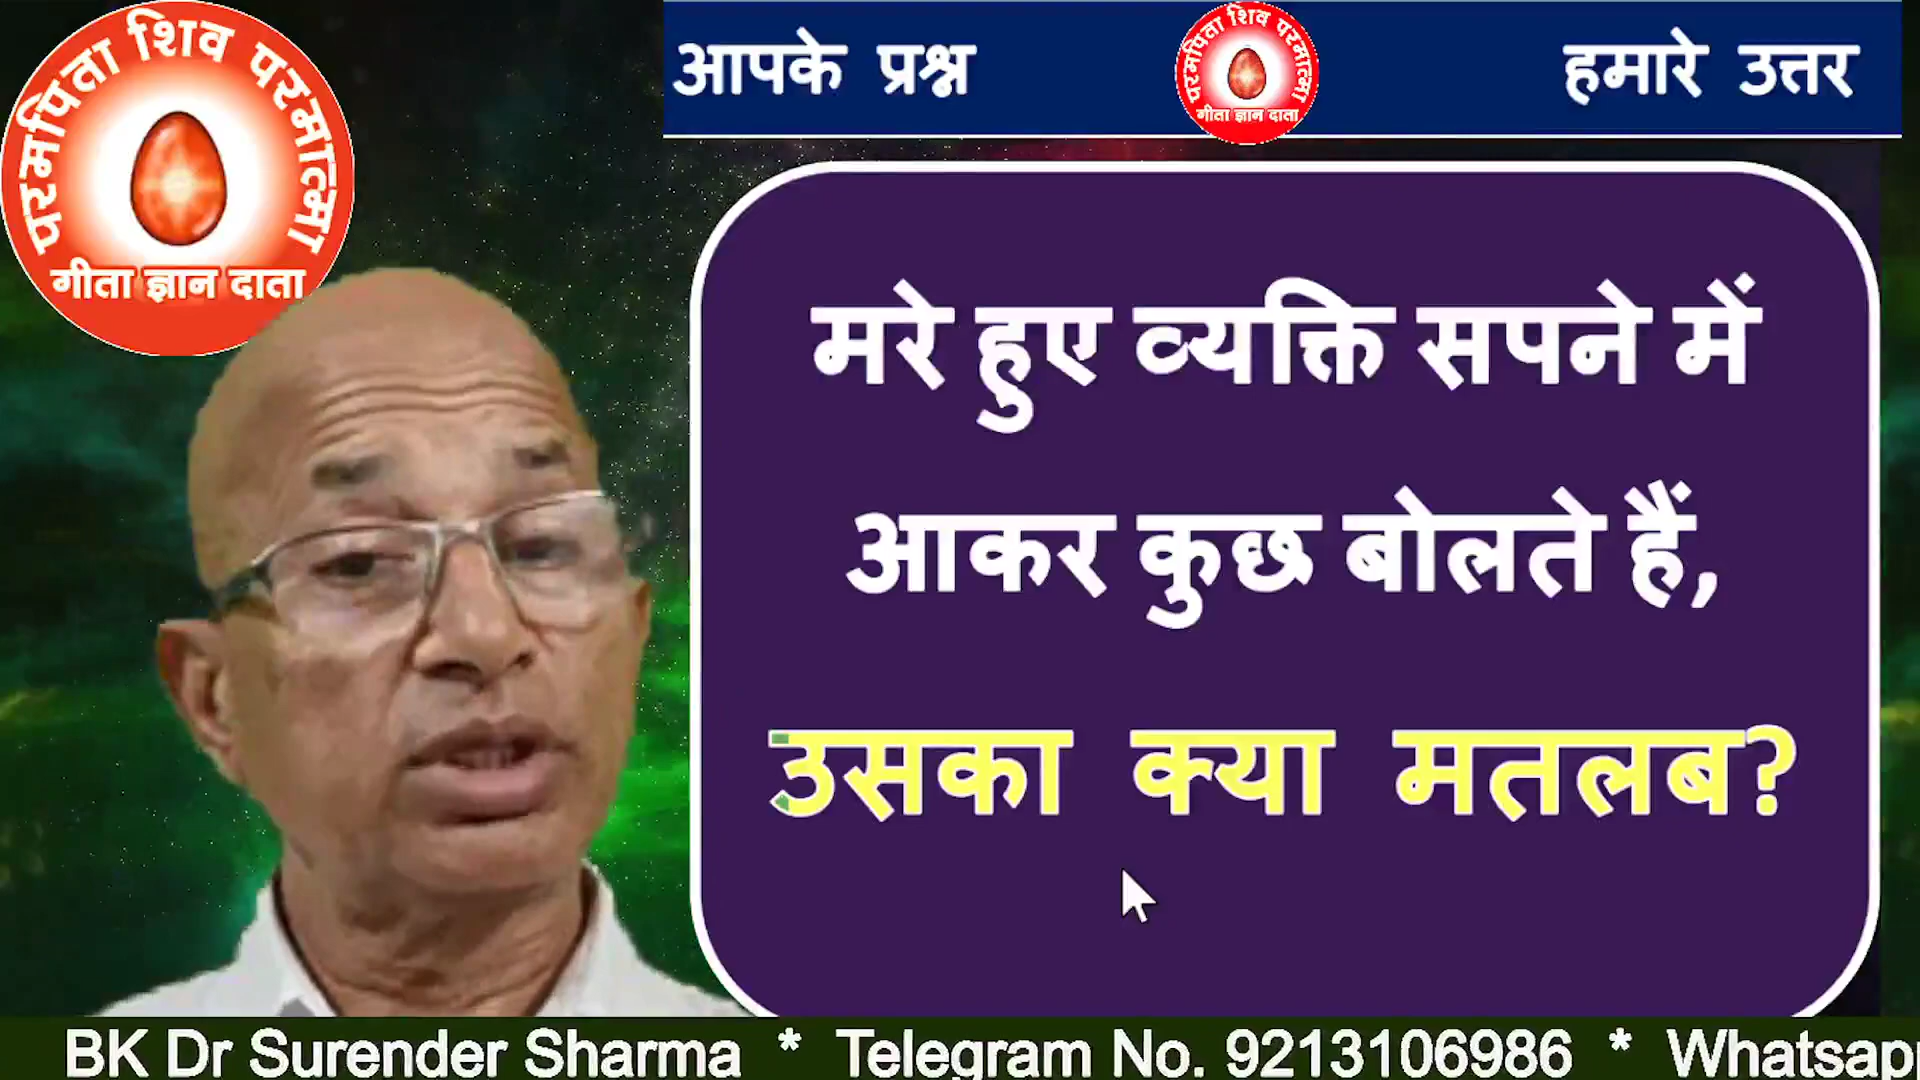 परमपिता शिव परमात्मा
गीता ज्ञान दाता
आपके प्रश्न
परमपिता शिव परमात्मा
गीता ज्ञान दाता
हमारे उत्तर
मरे हुए व्यक्ति सपने में
आकर कुछ बोलते हैं,
उसका क्या मतलब?
BK Dr Surender Sharma * Telegram No. 9213106986 * Whatsapp